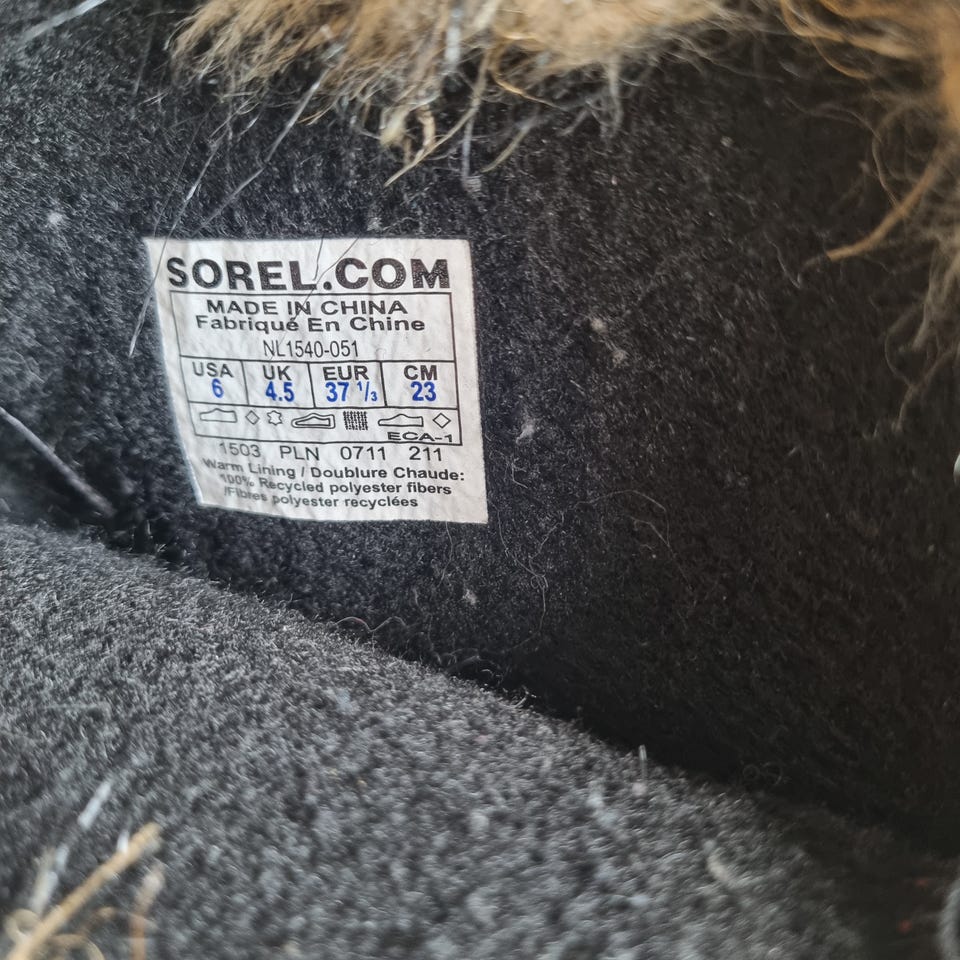 SOREL.COM
MADE IN CHINA
Fabriqué En Chine
NL1540-051
USA UK EUR CM
6 4.5 37 1/3 23
ECA-1
1503 PLN 0711 211
Warm Lining / Doublure Chaude:
100% Recycled polyester fibers
/Fibres polyester recyclées